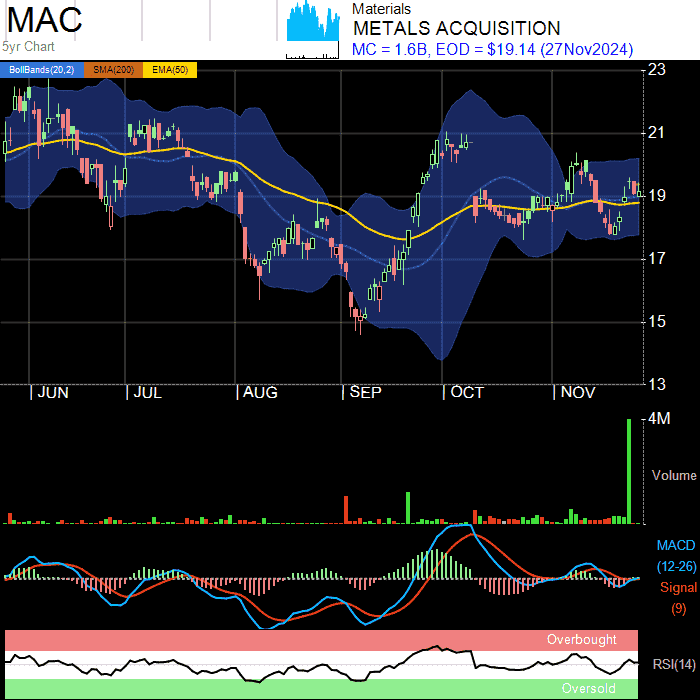 MAC
5yr Chart
Materials
METALS ACQUISITION
MC = 1.6B, EOD = $19.14 (27Nov2024)
BollBands(20,2) SMA(200) EMA(50)
23
21
19
17
15
13
JUN JUL AUG SEP OCT NOV
4M
Volume
MACD
(12-26)
Signal
(9)
Overbought
RSI(14)
Oversold